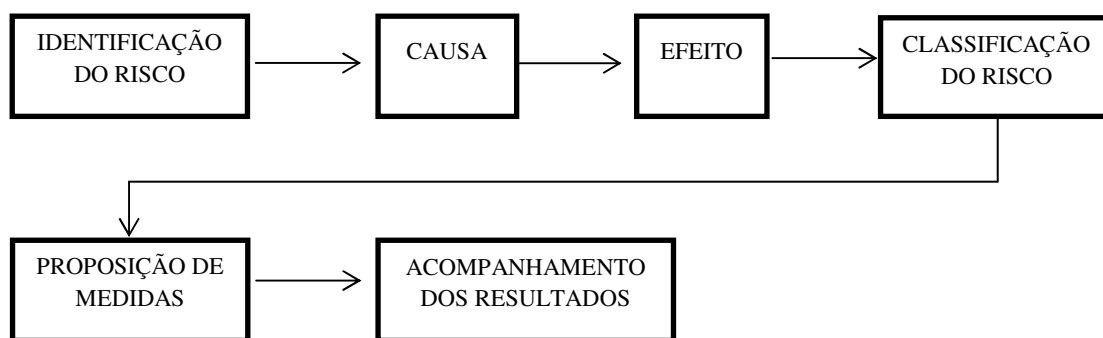 IDENTIFICAÇÃO
DO RISCO
CAUSA
EFEITO
CLASSIFICAÇÃO
DO RISCO
PROPOSIÇÃO DE
MEDIDAS
ACOMPANHAMENTO
DOS RESULTADOS